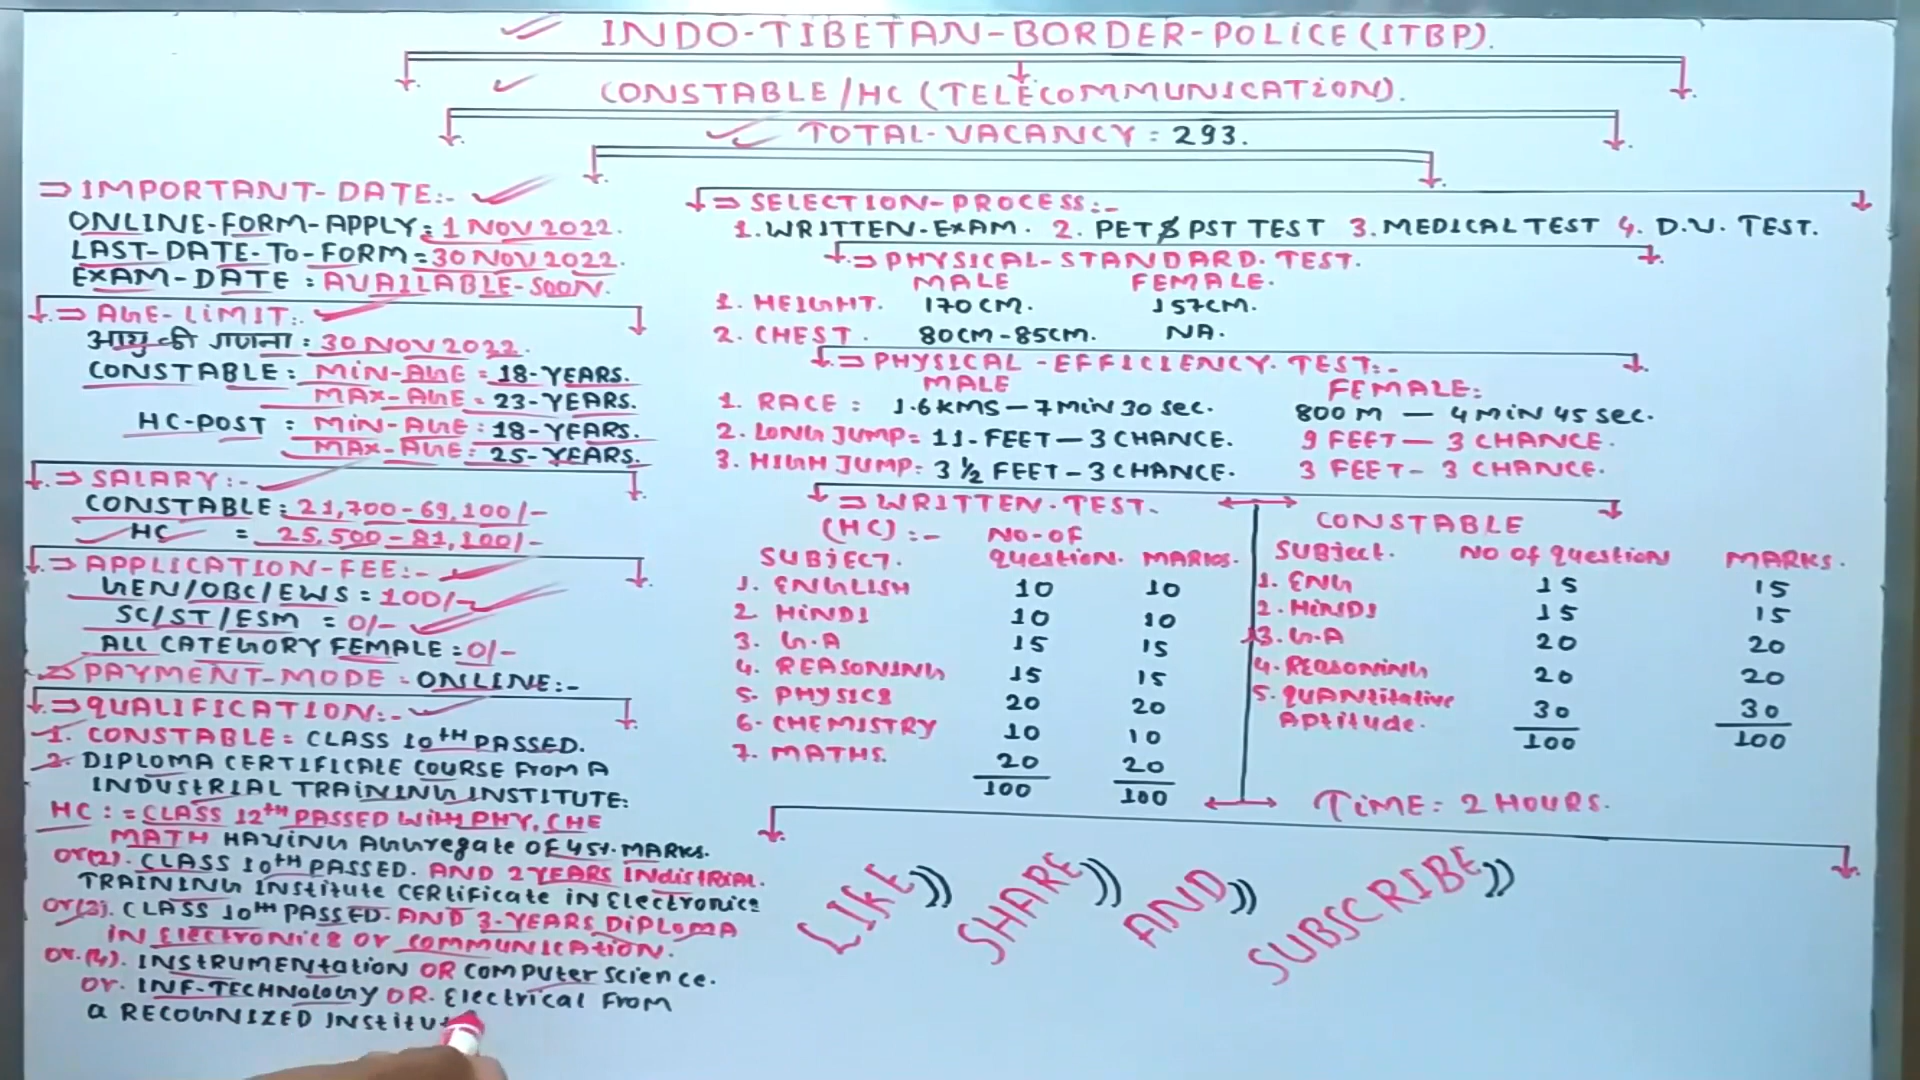 INDO-TIBETAN-BORDER-POLICE (ITBP).
CONSTABLE/HC (TELECOMMUNICATION).
TOTAL-VACANCY = 293.
⇒ IMPORTANT-DATE:-
ONLINE-FORM-APPLY: 1 NOV 2022.
LAST-DATE-TO-FORM = 30 NOV 2022.
EXAM-DATE : AVAILABLE-SOON.
⇒ AGE-LIMIT:-
आयु की गणना : 30 NOV 2022.
CONSTABLE: MIN-AGE = 18-YEARS.
MAX-AGE = 23-YEARS.
HC-POST : MIN-AGE : 18-YEARS.
MAX-AGE : 25-YEARS.
⇒ SALARY:-
CONSTABLE: 21,700-69,100/-
HC = 25,500-81,100/-
⇒ APPLICATION-FEE:-
GEN/OBC/EWS = 100/-
SC/ST/ESM = 0/-
ALL CATEGORY FEMALE = 0/-
⇒ PAYMENT-MODE = ONLINE:-
⇒ QUALIFICATION:-
1. CONSTABLE = CLASS 10TH PASSED.
2. DIPLOMA CERTIFICALE COURSE FROM A
INDUSTRIAL TRAINING INSTITUTE:
HC : = CLASS 12TH PASSED WITH PHY, CHE
MATH HAVING AGGREGATE OF 45%. MARKS.
Or(2). CLASS 10TH PASSED. AND 2 YEARS INDISTRIAL.
TRAINING INSTITUTE CERTIFICATE IN ELECTRONICS
Or(3). CLASS 10TH PASSED. AND 3-YEARS DIPLOMA
IN ELECTRONICS OR COMMUNICATION.
Or.(4). INSTRUMENTATION OR COMPUTER SCIENCE.
Or. INF-TECHNOLOGY OR. ELECTRICAL FROM
A RECOGNIZED INSTITU
⇒ SELECTION-PROCESS:-
1. WRITTEN-EXAM. 2. PET $ PST TEST 3. MEDICAL TEST 4. D.V. TEST.
⇒ PHYSICAL-STANDARD. TEST.
MALE FEMALE.
1. HEIGHT. 170CM. 157CM.
2. CHEST. 80CM-85CM. NA.
⇒ PHYSICAL-EFFICIENCY. TEST:-
MALE FEMALE:
1. RACE : 1.6 KMS - 7 MIN 30 SEC. 800 M - 4 MIN 45 SEC.
2. LONG JUMP = 11-FEET - 3 CHANCE. 9 FEET - 3 CHANCE.
3. HIGH JUMP: 3 ½ FEET - 3 CHANCE. 3 FEET - 3 CHANCE.
⇒ WRITTEN-TEST.
(HC) :-
SUBJECT. NO-OF QUESTION. MARKS.
1. ENGLISH 10 10
2 HINDI 10 10
3. G.A 15 15
4. REASONING 15 15
5. PHYSICS 20 20
6. CHEMISTRY 10 10
7. MATHS. 20 20
100 100
CONSTABLE
SUBJECT. NO OF QUESTION MARKS.
1. ENG 15 15
2. HINDI 15 15
3. G.A 20 20
4. REASONING 20 20
5. QUANTITATIVE APTITUDE. 30 30
100 100
TIME = 2 HOURS.
LIKE)) SHARE)) AND)) SUBSCRIBE))